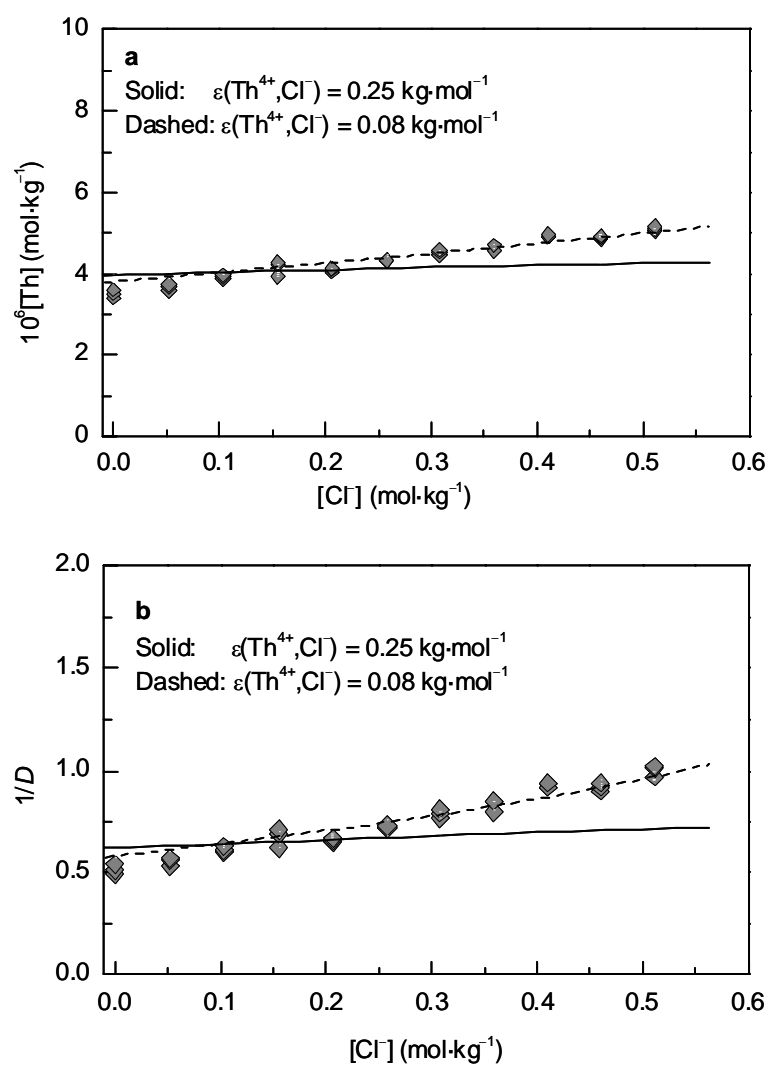 10
a
Solid: ε(Th⁴⁺,Cl⁻) = 0.25 kg·mol⁻¹
Dashed: ε(Th⁴⁺,Cl⁻) = 0.08 kg·mol⁻¹
8
6
4
2
0
10⁶[Th] (mol·kg⁻¹)
0.0 0.1 0.2 0.3 0.4 0.5 0.6
[Cl⁻] (mol·kg⁻¹)
2.0
b
Solid: ε(Th⁴⁺,Cl⁻) = 0.25 kg·mol⁻¹
Dashed: ε(Th⁴⁺,Cl⁻) = 0.08 kg·mol⁻¹
1.5
1.0
0.5
0.0
1/D
0.0 0.1 0.2 0.3 0.4 0.5 0.6
[Cl⁻] (mol·kg⁻¹)